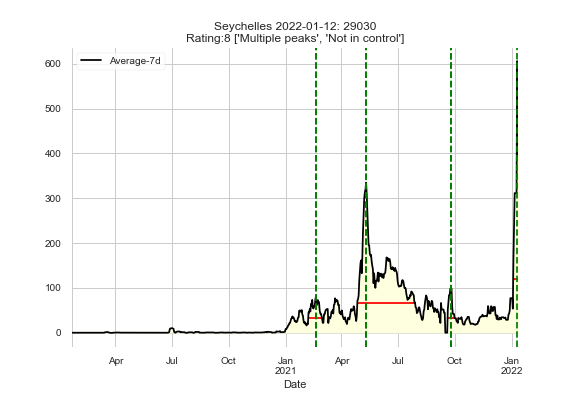 Seychelles 2022-01-12: 29030
Rating:8 ['Multiple peaks', 'Not in control']
Average-7d
600
500
400
300
200
100
0
Apr Jul Oct Jan Apr Jul Oct Jan
2021 2022
Date